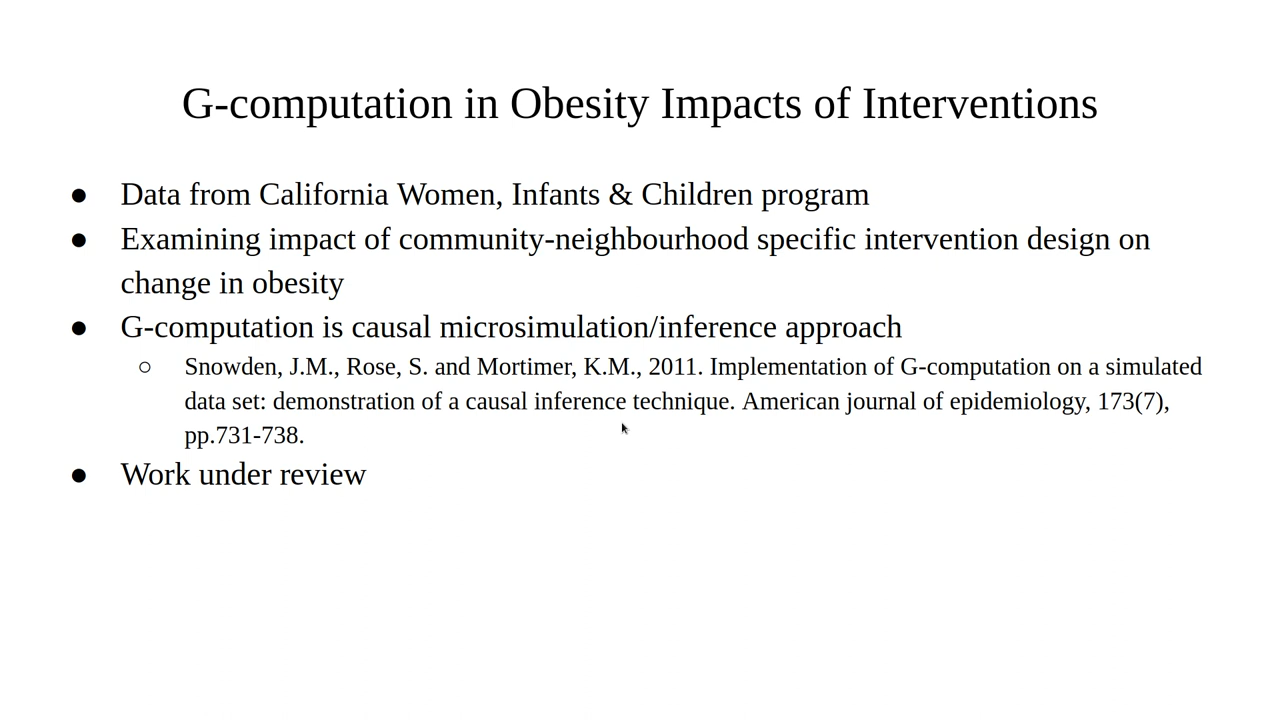 G-computation in Obesity Impacts of Interventions
● Data from California Women, Infants & Children program
● Examining impact of community-neighbourhood specific intervention design on
change in obesity
● G-computation is causal microsimulation/inference approach
○ Snowden, J.M., Rose, S. and Mortimer, K.M., 2011. Implementation of G-computation on a simulated
data set: demonstration of a causal inference technique. American journal of epidemiology, 173(7),
pp.731-738.
● Work under review